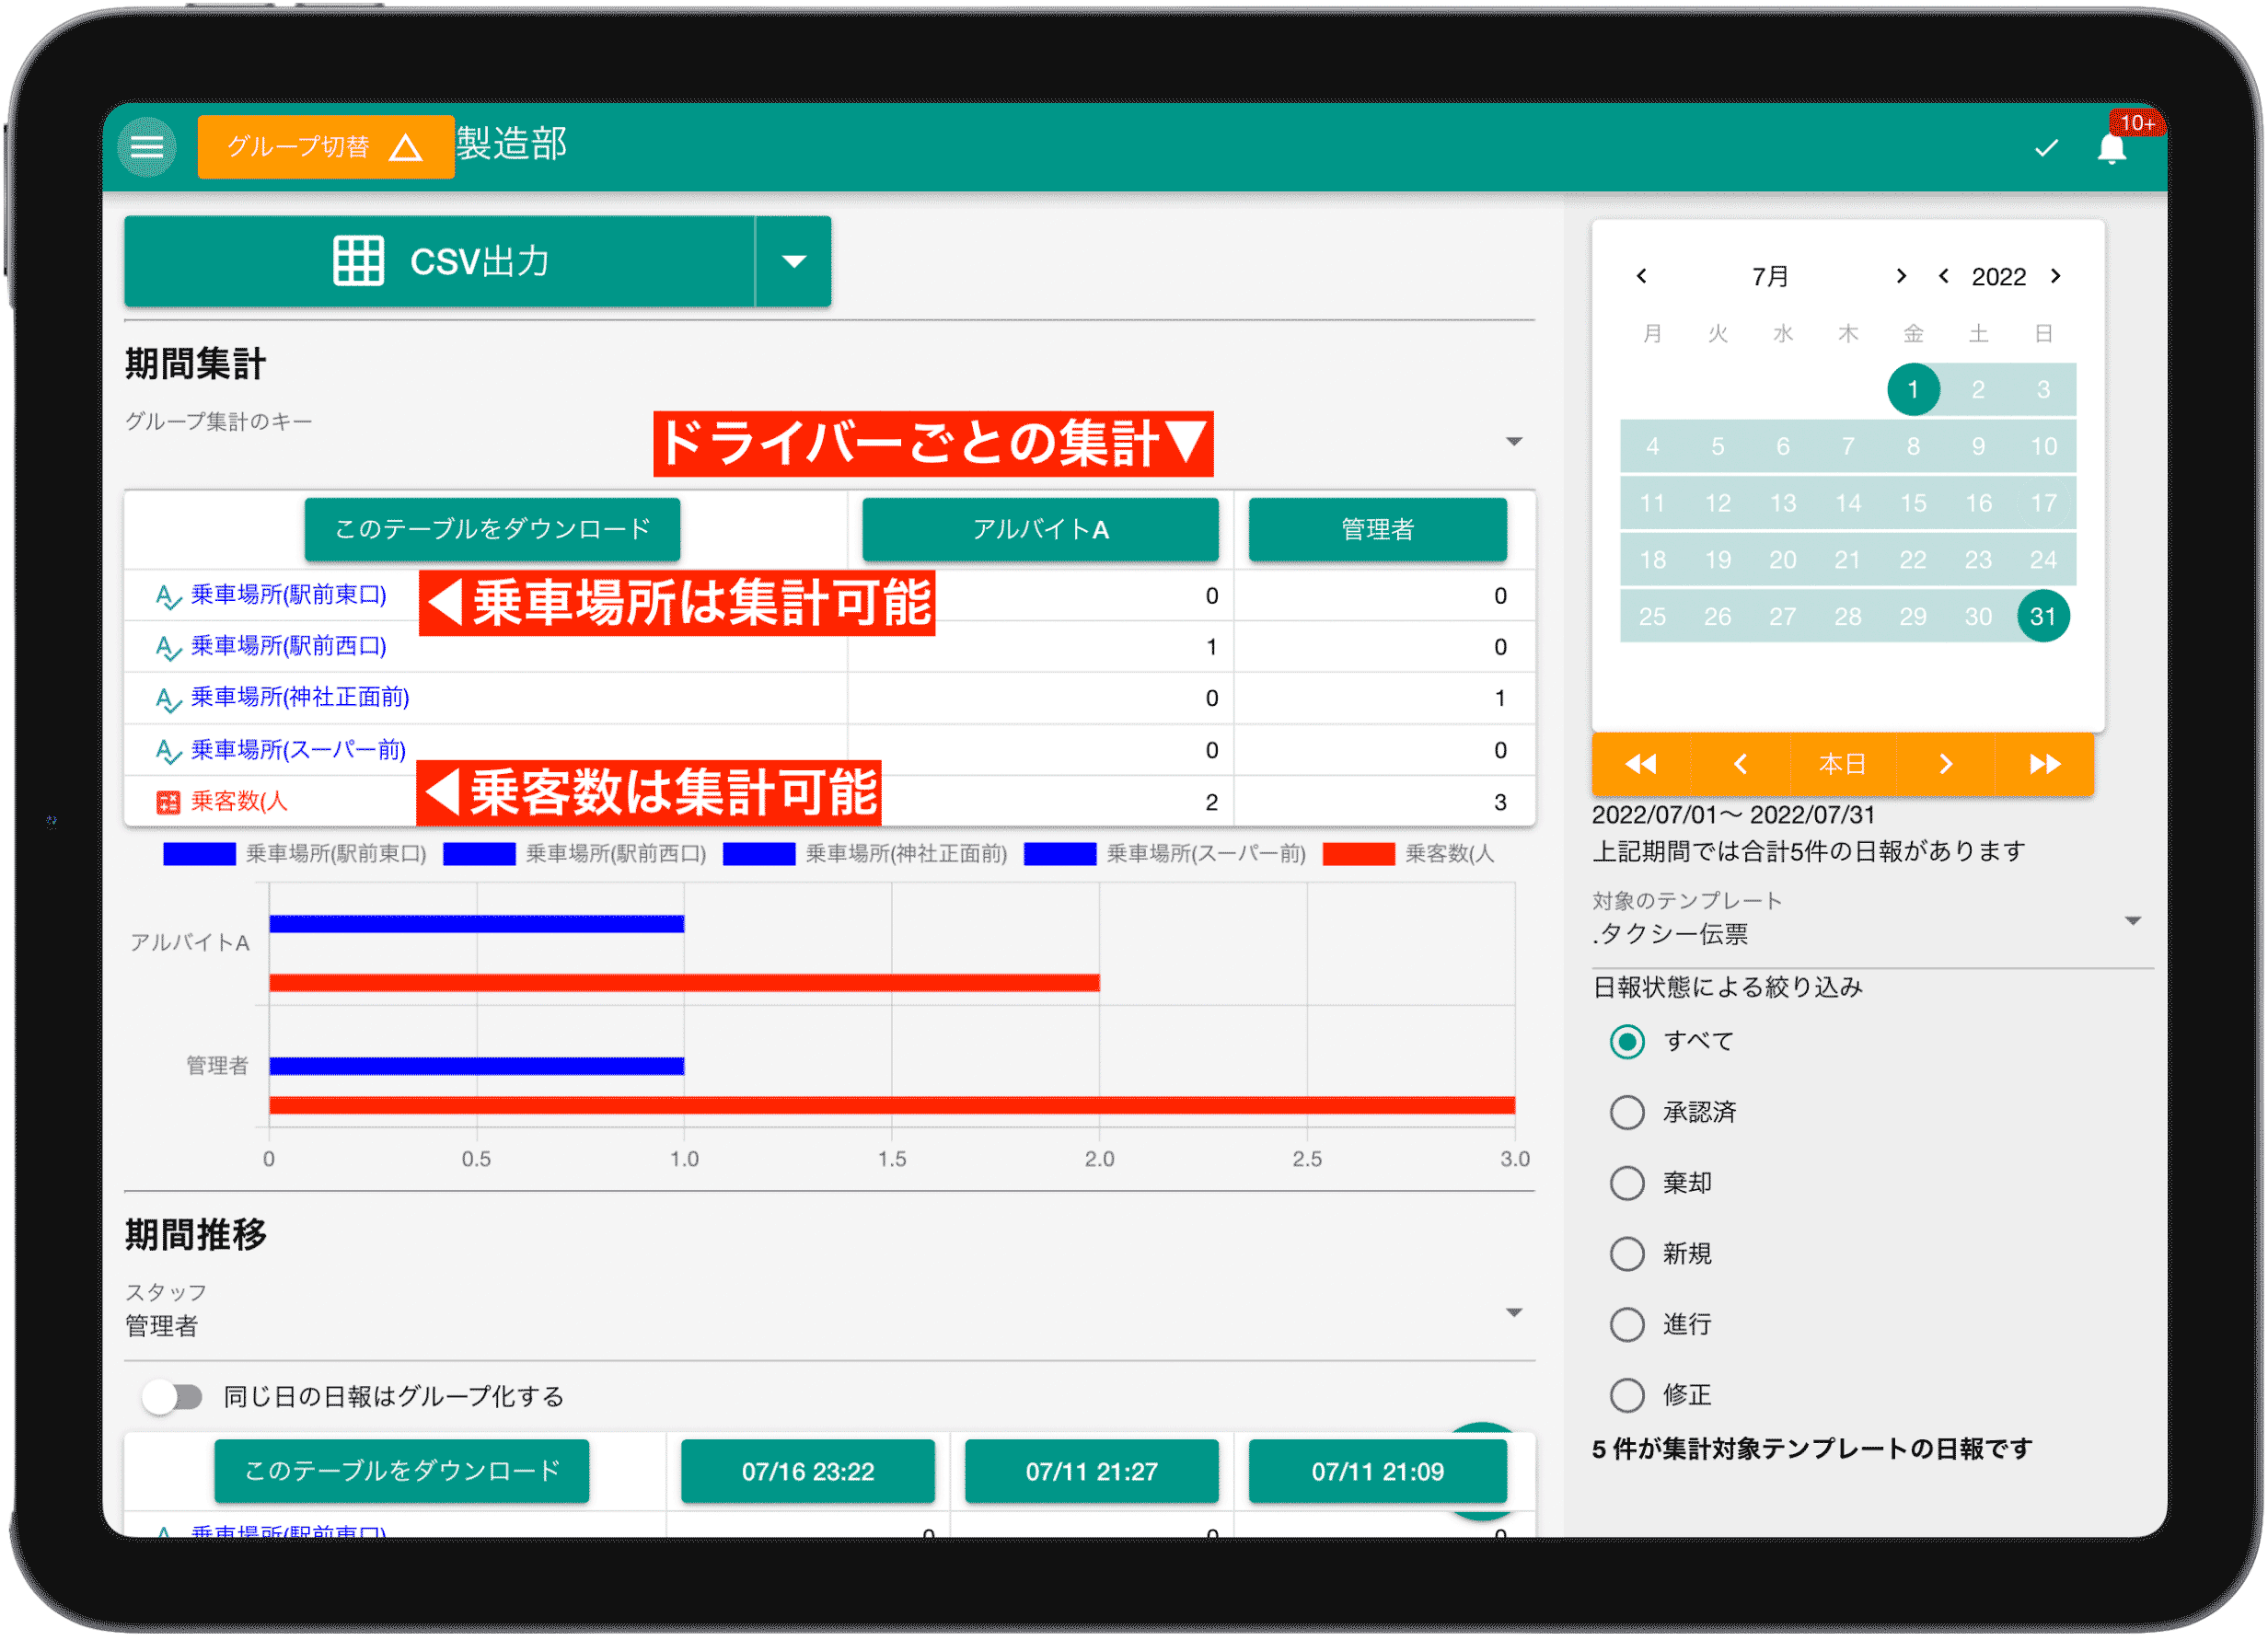 グループ切替 製造部
10+
CSV出力
期間集計
グループ集計のキー
ドライバーごとの集計▼
このテーブルをダウンロード アルバイトA 管理者
乗車場所(駅前東口) ◀乗車場所は集計可能 0 0
乗車場所(駅前西口) 1 0
乗車場所(神社正面前) 0 1
乗車場所(スーパー前) 0 0
乗客数(人 ◀乗客数は集計可能 2 3
乗車場所(駅前東口) 乗車場所(駅前西口) 乗車場所(神社正面前) 乗車場所(スーパー前) 乗客数(人
アルバイトA
管理者
0 0.5 1.0 1.5 2.0 2.5 3.0
期間推移
スタッフ
管理者
同じ日の日報はグループ化する
このテーブルをダウンロード 07/16 23:22 07/11 21:27 07/11 21:09
乗車場所(駅前東口) 0 0 0
7月 2022
月 火 水 木 金 土 日
1 2 3
4 5 6 7 8 9 10
11 12 13 14 15 16 17
18 19 20 21 22 23 24
25 26 27 28 29 30 31
本日
2022/07/01〜 2022/07/31
上記期間では合計5件の日報があります
対象のテンプレート
.タクシー伝票
日報状態による絞り込み
すべて
承認済
棄却
新規
進行
修正
5 件が集計対象テンプレートの日報です